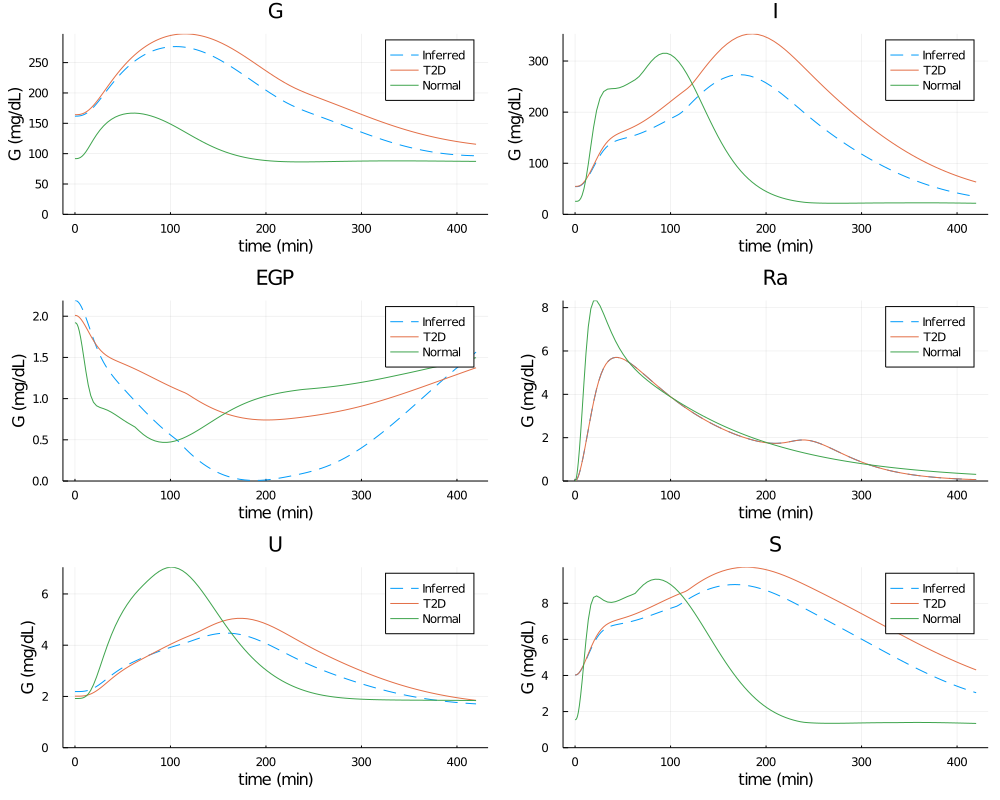 G
G (mg/dL)
250
200
150
100
50
0
Inferred
T2D
Normal
0 100 200 300 400
time (min)
I
G (mg/dL)
300
200
100
0
Inferred
T2D
Normal
0 100 200 300 400
time (min)
EGP
G (mg/dL)
2.0
1.5
1.0
0.5
0.0
Inferred
T2D
Normal
0 100 200 300 400
time (min)
Ra
G (mg/dL)
8
6
4
2
0
Inferred
T2D
Normal
0 100 200 300 400
time (min)
U
G (mg/dL)
6
4
2
0
Inferred
T2D
Normal
0 100 200 300 400
time (min)
S
G (mg/dL)
8
6
4
2
0
Inferred
T2D
Normal
0 100 200 300 400
time (min)